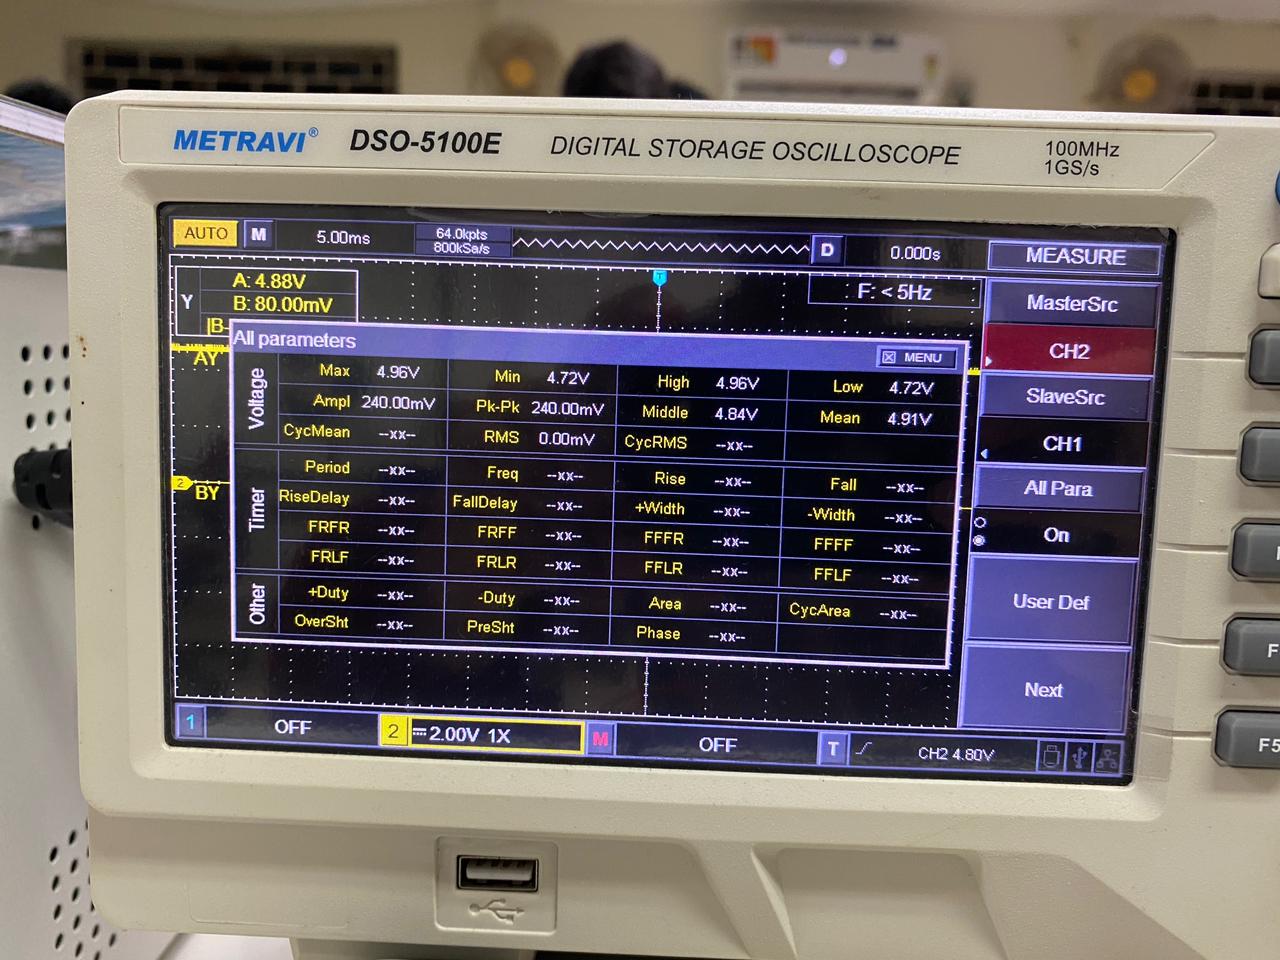 METRAVI® DSO-5100E DIGITAL STORAGE OSCILLOSCOPE 100MHz
1GS/s
AUTO M 5.00ms 64.0kpts
800kSa/s
D 0.000s MEASURE
Y A: 4.88V
B: 80.00mV
|B-
T
F: < 5Hz
MasterSrc
CH2
SlaveSrc
CH1
All Para
On
User Def
Next
AY
2 BY
All parameters MENU
Voltage
Max 4.96V Min 4.72V High 4.96V Low 4.72V
Ampl 240.00mV Pk-Pk 240.00mV Middle 4.84V Mean 4.91V
CycMean --xx-- RMS 0.00mV CycRMS --xx--
Timer
Period --xx-- Freq --xx-- Rise --xx-- Fall --xx--
RiseDelay --xx-- FallDelay --xx-- +Width --xx-- -Width --xx--
FRFR --xx-- FRFF --xx-- FFFR --xx-- FFFF --xx--
FRLF --xx-- FRLR --xx-- FFLR --xx-- FFLF --xx--
Other
+Duty --xx-- -Duty --xx-- Area --xx-- CycArea --xx--
OverSht --xx-- PreSht --xx-- Phase --xx--
1 OFF 2 2.00V 1X M OFF T CH2 4.80V
F5